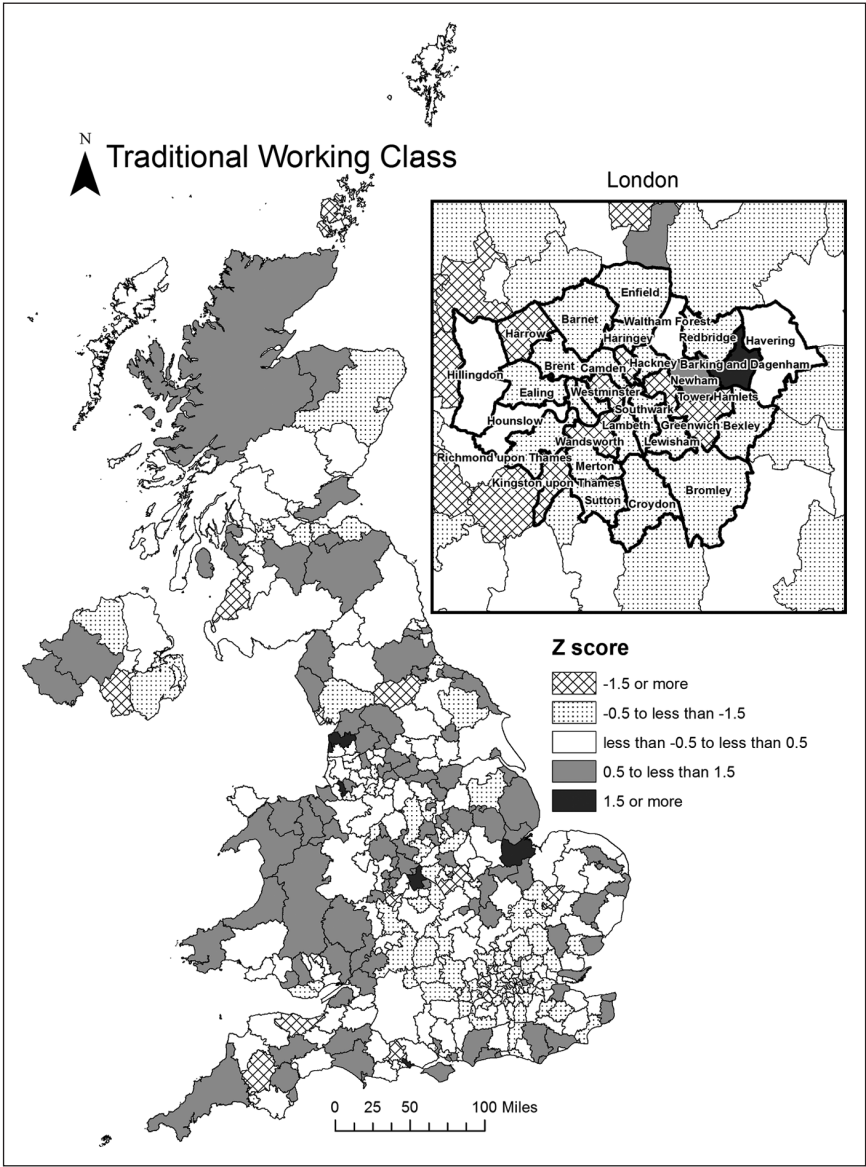 N
Traditional Working Class
London
Enfield
Barnet
Waltham Forest
Harrow
Haringey
Redbridge
Havering
Brent
Camden
Hackney
Barking and Dagenham
Hillingdon
Newham
Ealing
Westminster
Tower Hamlets
Southwark
Hounslow
Lambeth
Greenwich
Bexley
Wandsworth
Lewisham
Richmond upon Thames
Merton
Kingston upon Thames
Bromley
Sutton
Croydon
Z score
-1.5 or more
-0.5 to less than -1.5
less than -0.5 to less than 0.5
0.5 to less than 1.5
1.5 or more
0 25 50 100 Miles